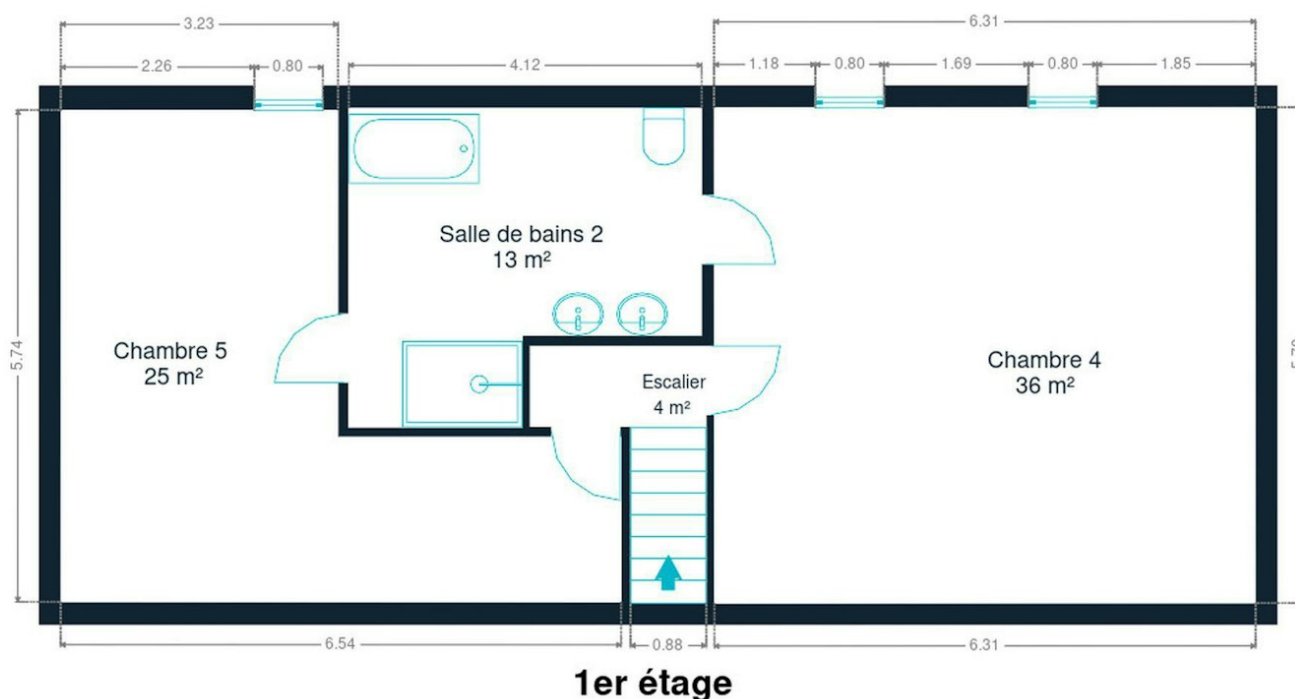 3.23
6.31
2.26
0.80
4.12
1.18
0.80
1.69
0.80
1.85
Salle de bains 2
13 m²
Chambre 5
25 m²
5.74
Escalier
4 m²
Chambre 4
36 m²
6.54
0.88
6.31
1er étage